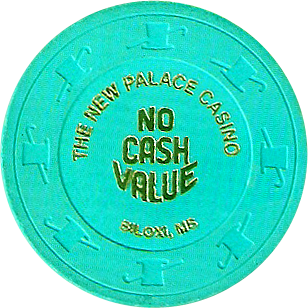 THE NEW PALACE CASINO
NO
CASH
VALUE
BILOXI, MS